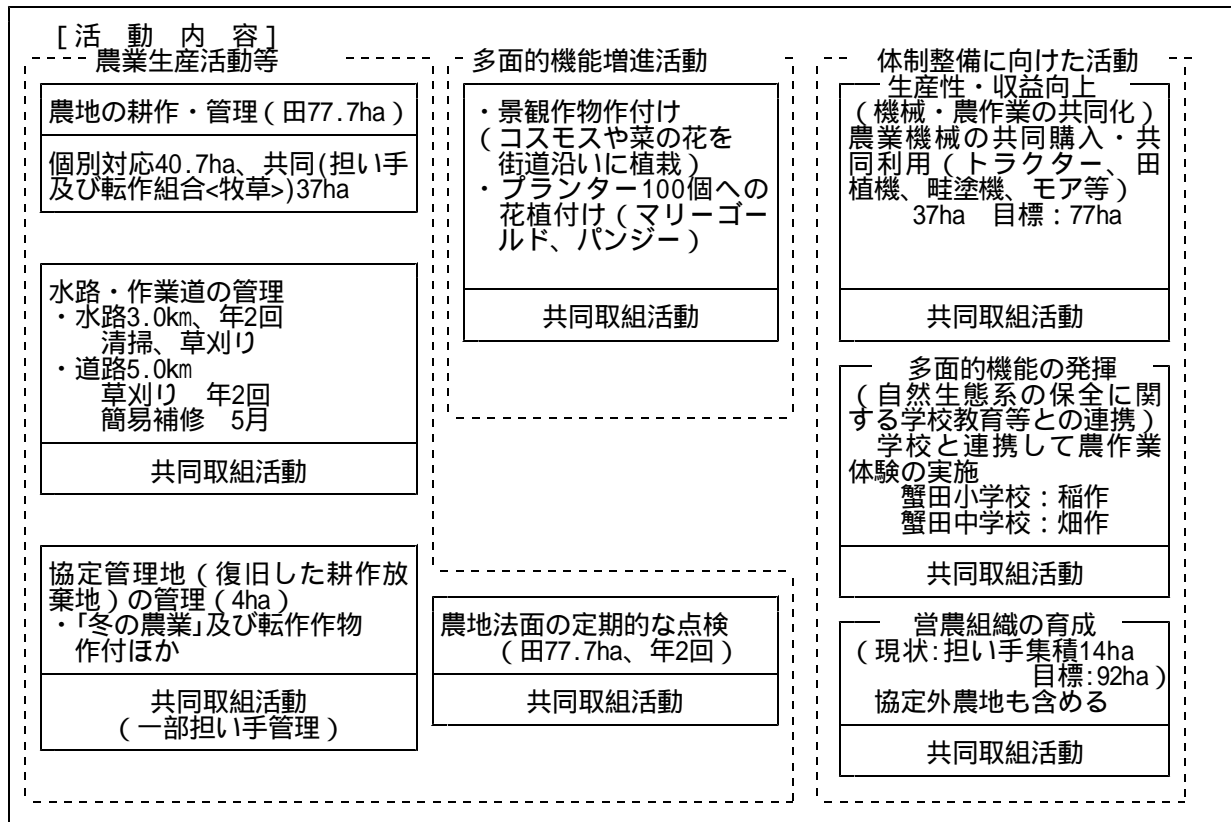 [活 動 内 容]
農業生産活動等
農地の耕作・管理(田77.7ha)
個別対応40.7ha、共同(担い手
及び転作組合<牧草>)37ha
水路・作業道の管理
・水路3.0km、年2回
清掃、草刈り
・道路5.0km
草刈り 年2回
簡易補修 5月
共同取組活動
協定管理地(復旧した耕作放
棄地)の管理(4ha)
・「冬の農業」及び転作作物
作付ほか
共同取組活動
(一部担い手管理)
農地法面の定期的な点検
(田77.7ha、年2回)
共同取組活動
多面的機能増進活動
・景観作物作付け
(コスモスや菜の花を
街道沿いに植栽)
・プランター100個への
花植付け(マリーゴー
ルド、パンジー)
共同取組活動
体制整備に向けた活動
生産性・収益向上
(機械・農作業の共同化)
農業機械の共同購入・共
同利用(トラクター、田
植機、畦塗機、モア等)
37ha 目標:77ha
共同取組活動
多面的機能の発揮
(自然生態系の保全に関
する学校教育等との連携)
学校と連携して農作業
体験の実施
蟹田小学校:稲作
蟹田中学校:畑作
共同取組活動
営農組織の育成
(現状:担い手集積14ha
目標:92ha)
協定外農地も含める
共同取組活動